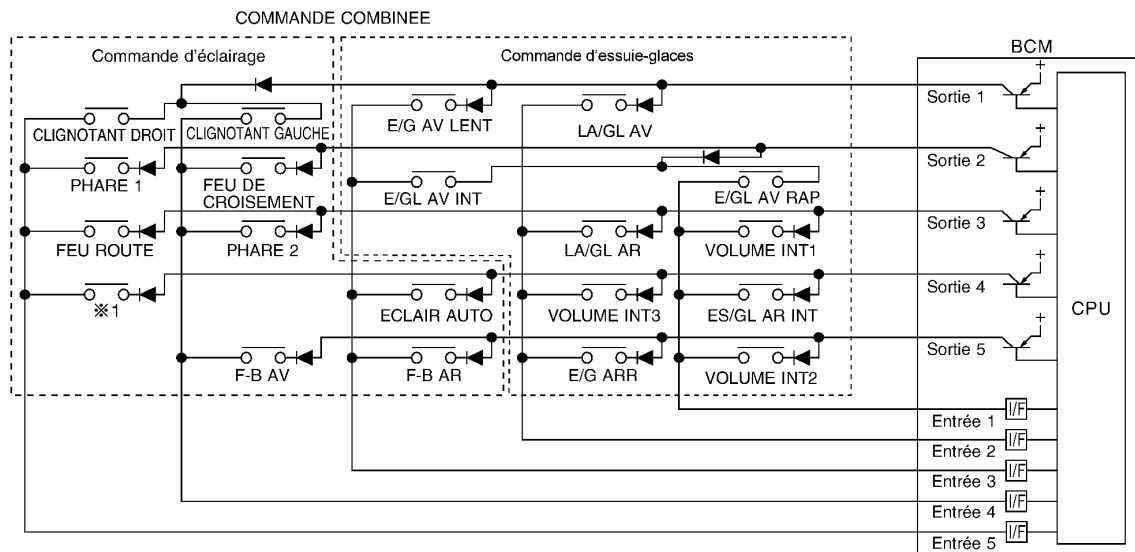 COMMANDE COMBINEE
Commande d'éclairage
Commande d'essuie-glaces
BCM
+
Sortie 1
CLIGNOTANT DROIT
CLIGNOTANT GAUCHE
E/G AV LENT
LA/GL AV
+
Sortie 2
PHARE 1
FEU DE
CROISEMENT
E/GL AV INT
E/GL AV RAP
+
Sortie 3
FEU ROUTE
PHARE 2
LA/GL AR
VOLUME INT1
+
Sortie 4
※1
ECLAIR AUTO
VOLUME INT3
ES/GL AR INT
CPU
+
Sortie 5
F-B AV
F-B AR
E/G ARR
VOLUME INT2
Entrée 1
I/F
Entrée 2
I/F
Entrée 3
I/F
Entrée 4
I/F
Entrée 5
I/F